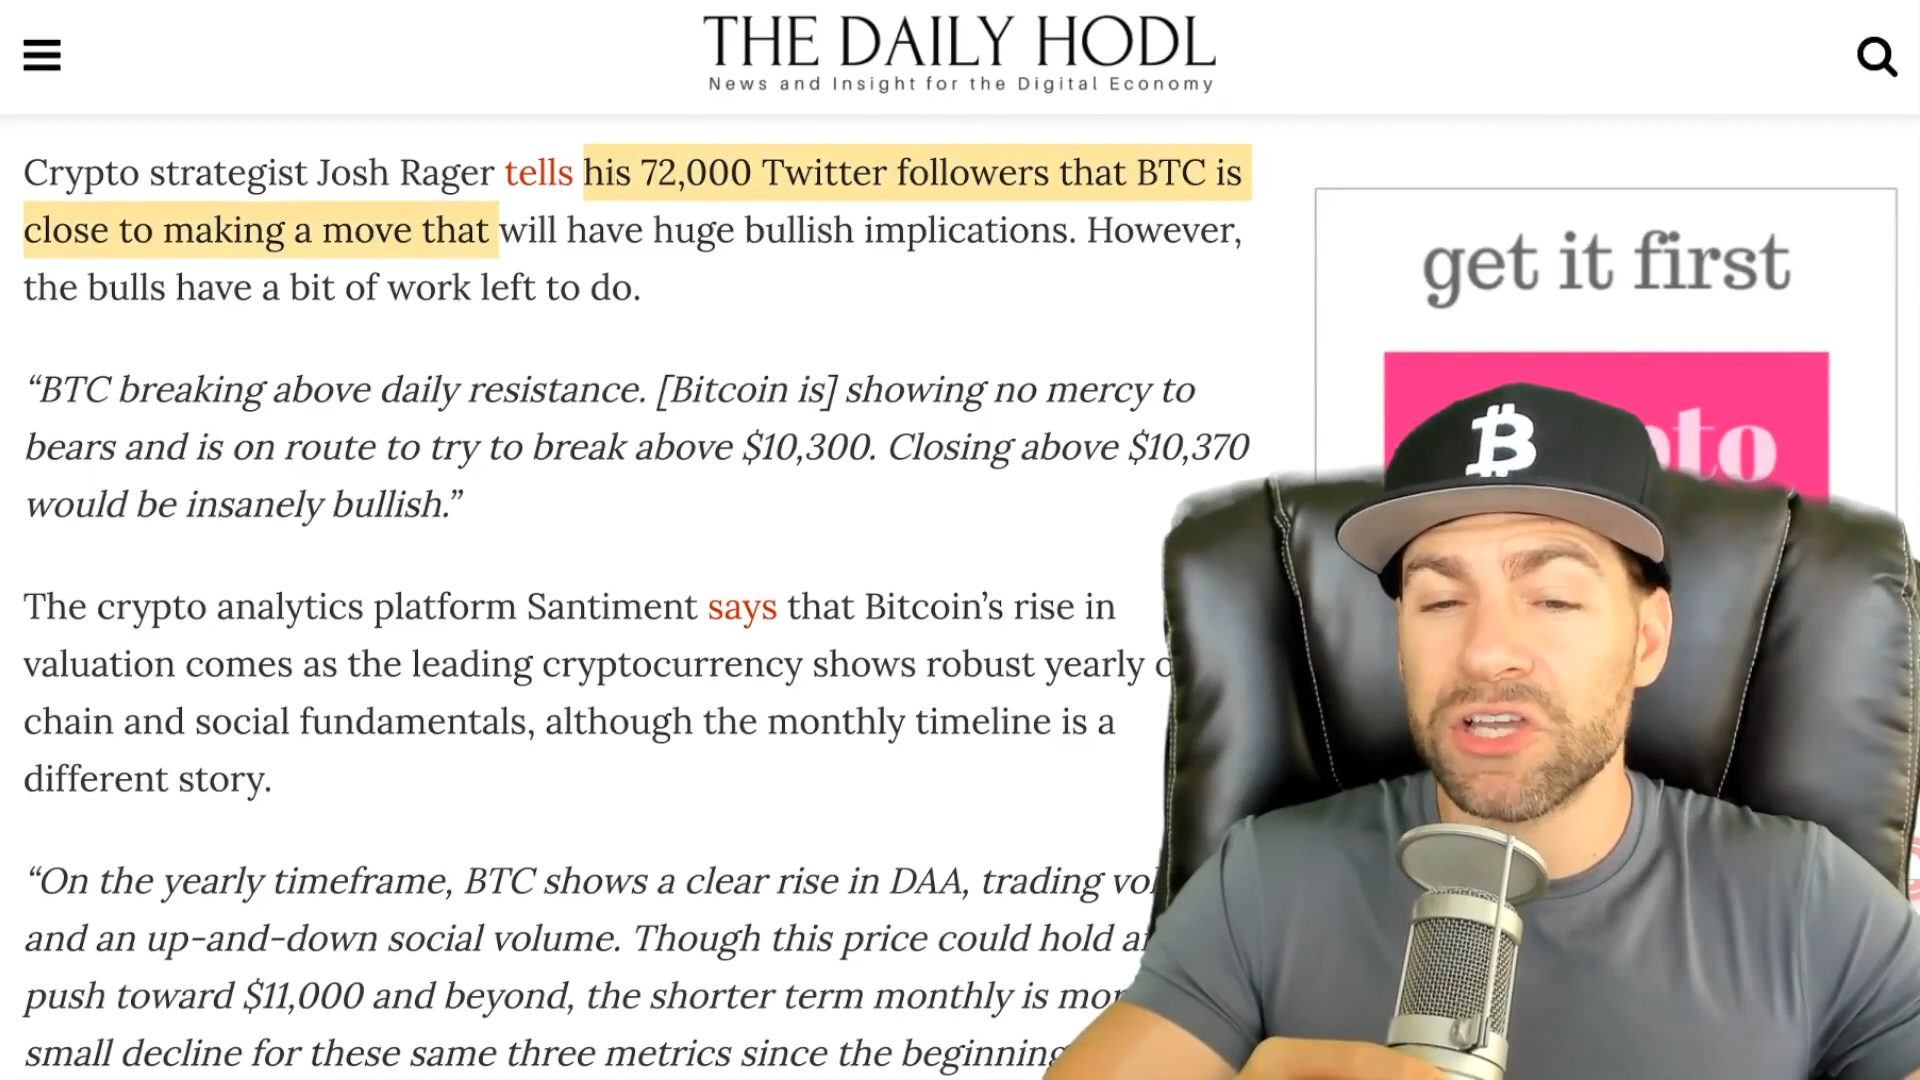 THE DAILY HODL
News and Insight for the Digital Economy
Crypto strategist Josh Rager tells his 72,000 Twitter followers that BTC is
close to making a move that will have huge bullish implications. However,
the bulls have a bit of work left to do.
“BTC breaking above daily resistance. [Bitcoin is] showing no mercy to
bears and is on route to try to break above $10,300. Closing above $10,370
would be insanely bullish.”
The crypto analytics platform Santiment says that Bitcoin’s rise in
valuation comes as the leading cryptocurrency shows robust yearly
chain and social fundamentals, although the monthly timeline is a
different story.
“On the yearly timeframe, BTC shows a clear rise in DAA, trading
and an up-and-down social volume. Though this price could hold
push toward $11,000 and beyond, the shorter term monthly is
small decline for these same three metrics since the beginning
get it first